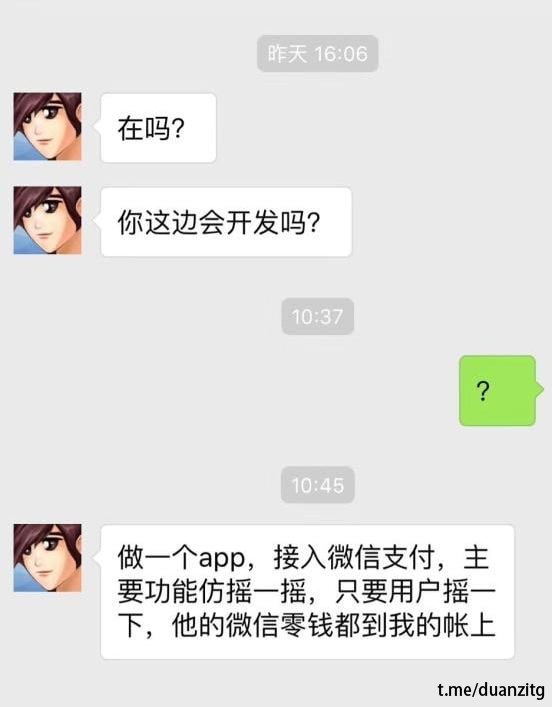 昨天 16:06
在吗？
你这边会开发吗？
10:37
？
10:45
做一个app，接入微信支付，主
要功能仿摇一摇，只要用户摇一
下，他的微信零钱都到我的帐上
t.me/duanzitg